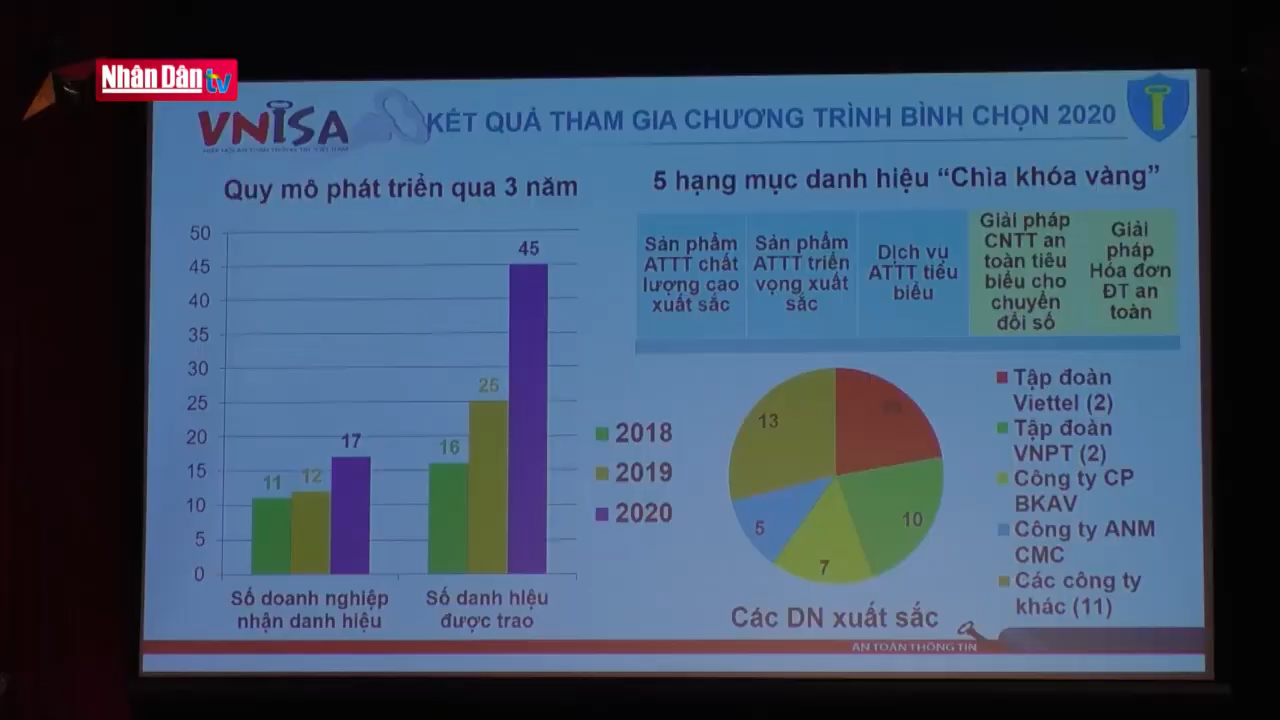 Nhân Dân tv
VNISA
KẾT QUẢ THAM GIA CHƯƠNG TRÌNH BÌNH CHỌN 2020
Quy mô phát triển qua 3 năm
50
45
40
35
30
25
20
15
10
5
0
11
12
17
16
25
45
Số doanh nghiệp
nhận danh hiệu
Số danh hiệu
được trao
2018
2019
2020
5 hạng mục danh hiệu “Chìa khóa vàng”
Sản phẩm
ATTT chất
lượng cao
xuất sắc
Sản phẩm
ATTT triển
vọng xuất
sắc
Dịch vụ
ATTT tiêu
biểu
Giải pháp
CNTT an
toàn tiêu
biểu cho
chuyển
đổi số
Giải
pháp
Hóa đơn
ĐT an
toàn
13
10
7
5
Tập đoàn
Viettel (2)
Tập đoàn
VNPT (2)
Công ty CP
BKAV
Công ty ANM
CMC
Các công ty
khác (11)
Các DN xuất sắc
AN TOÀN THÔNG TIN